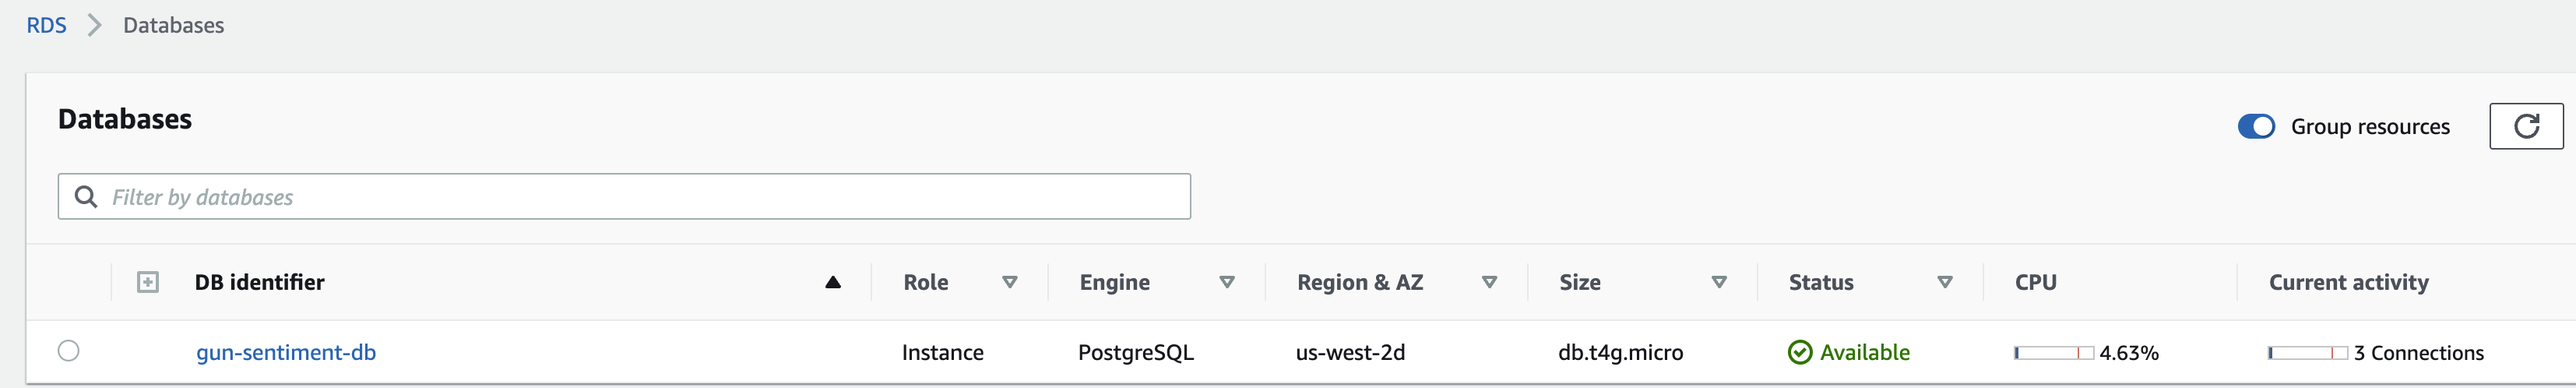 RDS Databases
Databases
Group resources
Filter by databases
DB identifier Role Engine Region & AZ Size Status CPU Current activity
gun-sentiment-db Instance PostgreSQL us-west-2d db.t4g.micro Available 4.63% 3 Connections